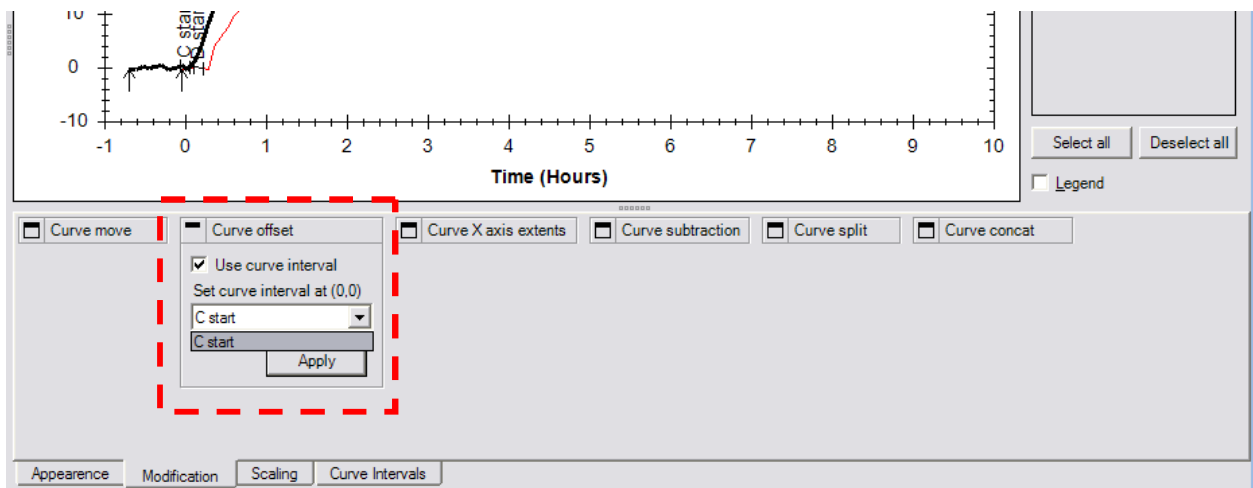 10
C start
start
0
-10
-1 0 1 2 3 4 5 6 7 8 9 10
Time (Hours)
Select all Deselect all
Legend
Curve move Curve offset Curve X axis extents Curve subtraction Curve split Curve concat
Use curve interval
Set curve interval at (0,0)
C start
C start
Apply
Appearence Modification Scaling Curve Intervals